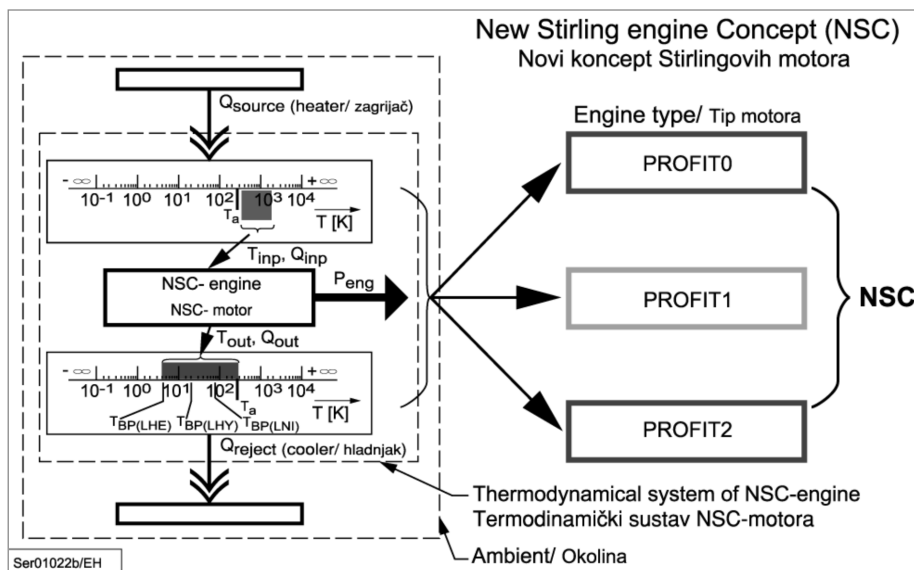 New Stirling engine Concept (NSC)
Novi koncept Stirlingovih motora
Qsource (heater/ zagrijač)
Engine type/ Tip motora
PROFIT0
- ∞ + ∞
10-1 100 101 102 103 104
Ta
T [K]
Tinp, Qinp
NSC- engine
NSC- motor
Peng
PROFIT1
NSC
Tout, Qout
- ∞ + ∞
10-1 100 101 102 103 104
Ta
T [K]
TBP(LHE) TBP(LHY) TBP(LNI)
PROFIT2
Qreject (cooler/ hladnjak)
Thermodynamical system of NSC-engine
Termodinamički sustav NSC-motora
Ambient/ Okolina
Ser01022b/EH